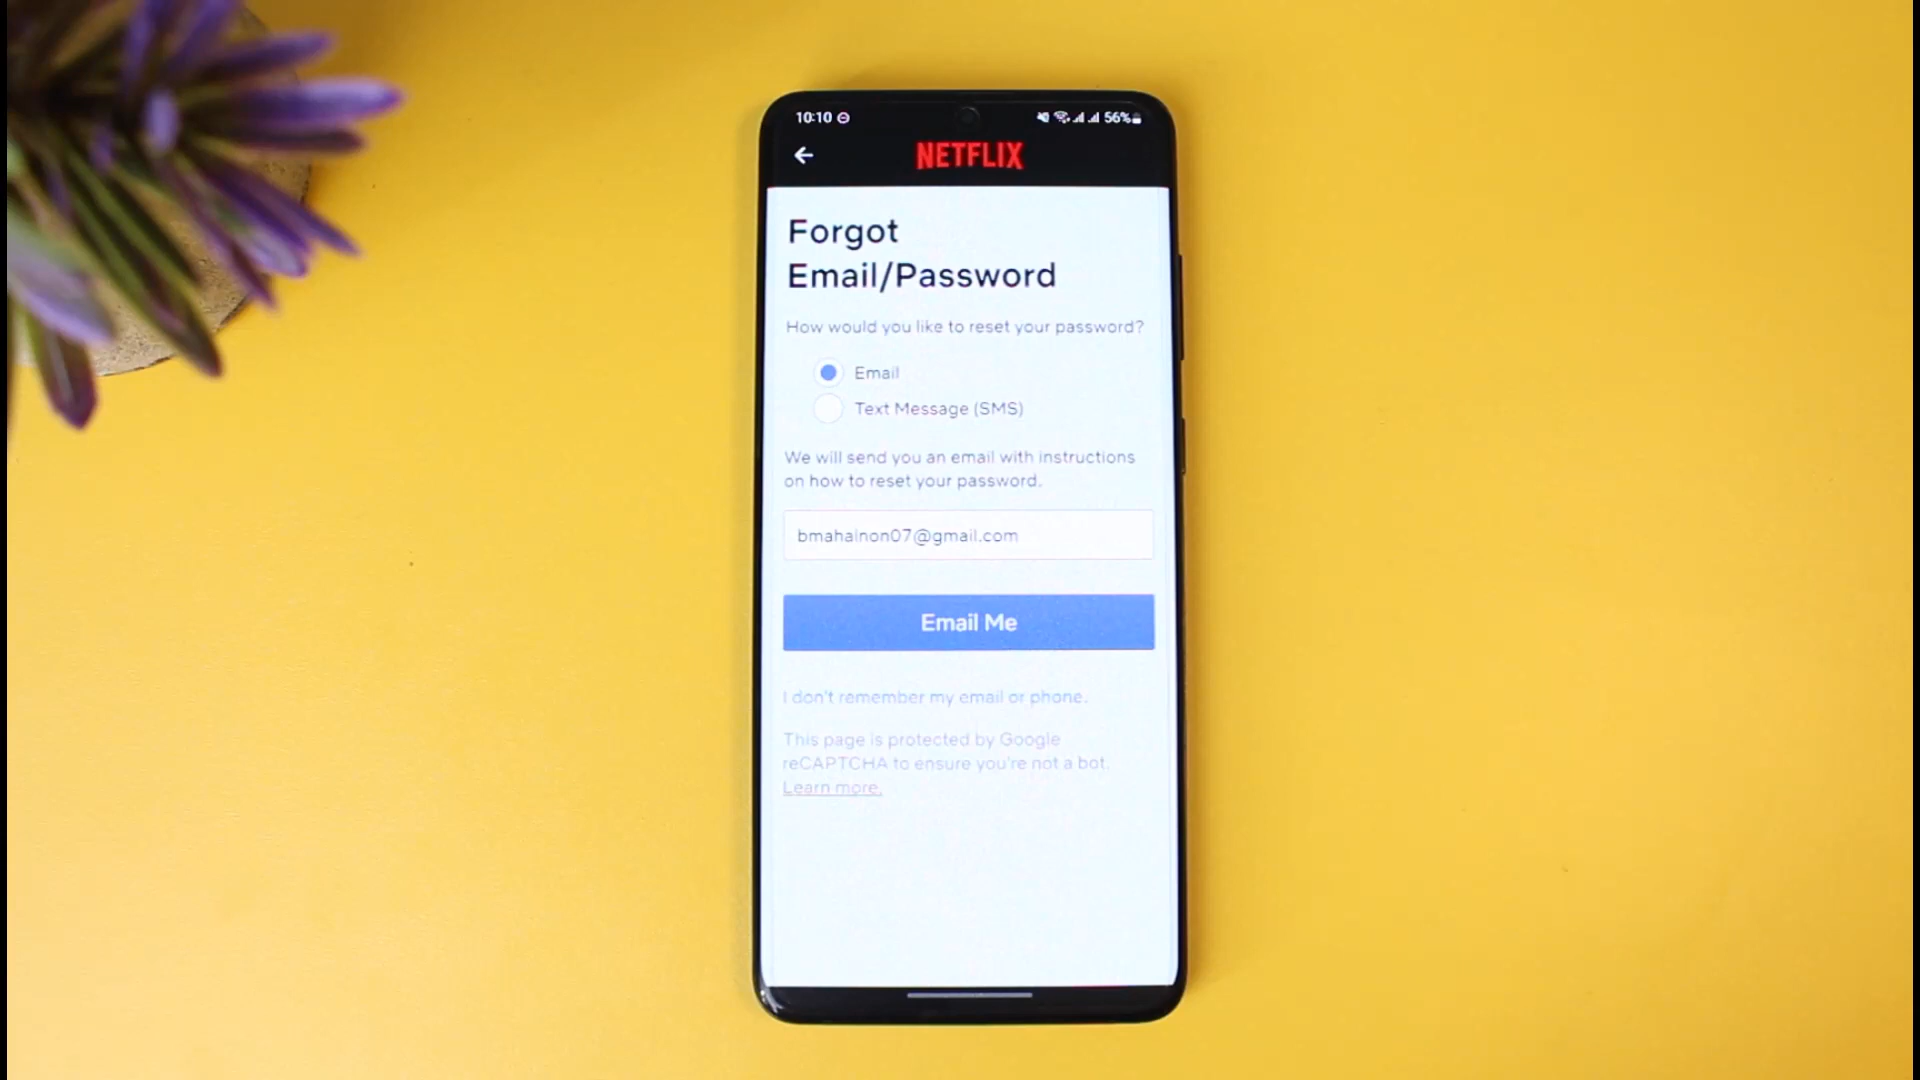 10:10
56%
NETFLIX
Forgot
Email/Password
How would you like to reset your password?
Email
Text Message (SMS)
We will send you an email with instructions
on how to reset your password.
bmahalnon07@gmail.com
Email Me
I don't remember my email or phone.
This page is protected by Google
reCAPTCHA to ensure you're not a bot.
Learn more.